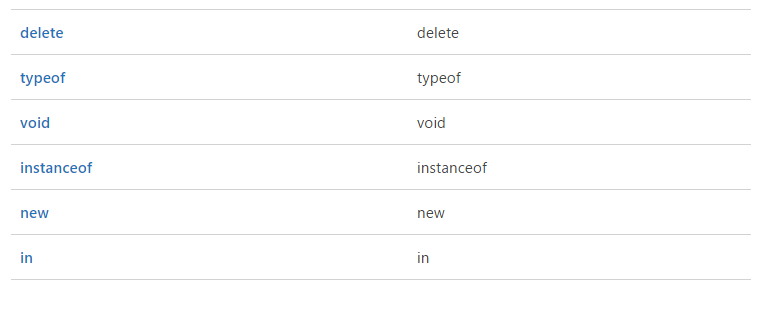 delete delete
typeof typeof
void void
instanceof instanceof
new new
in in